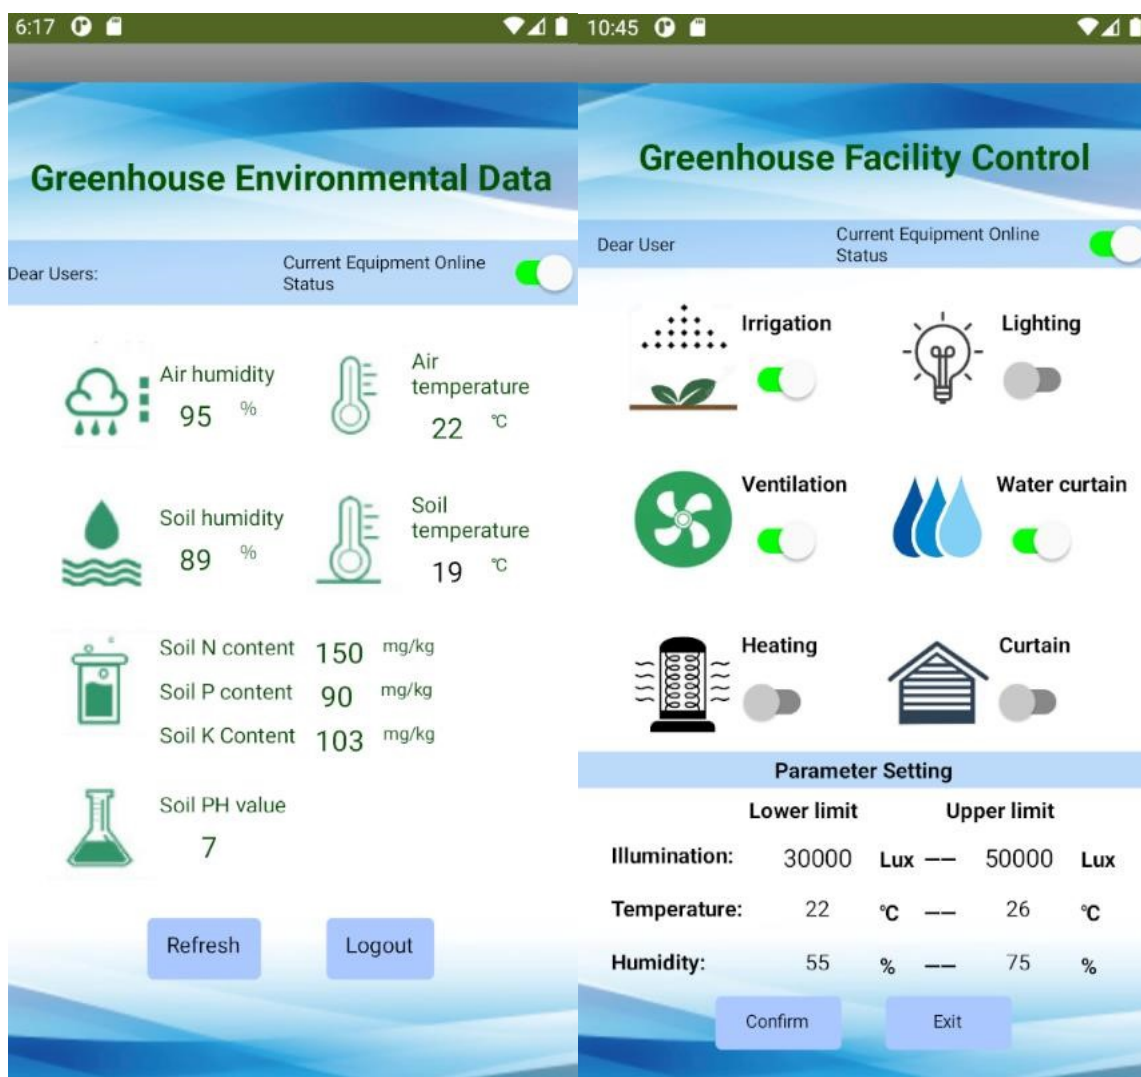 6:17
Greenhouse Environmental Data
Dear Users:
Current Equipment Online
Status
Air humidity
95 %
Air
temperature
22 ℃
Soil humidity
89 %
Soil
temperature
19 ℃
Soil N content 150 mg/kg
Soil P content 90 mg/kg
Soil K Content 103 mg/kg
Soil PH value
7
Refresh
Logout
10:45
Greenhouse Facility Control
Dear User
Current Equipment Online
Status
Irrigation
Lighting
Ventilation
Water curtain
Heating
Curtain
Parameter Setting
Lower limit Upper limit
Illumination: 30000 Lux —— 50000 Lux
Temperature: 22 ℃ —— 26 ℃
Humidity: 55 % —— 75 %
Confirm
Exit